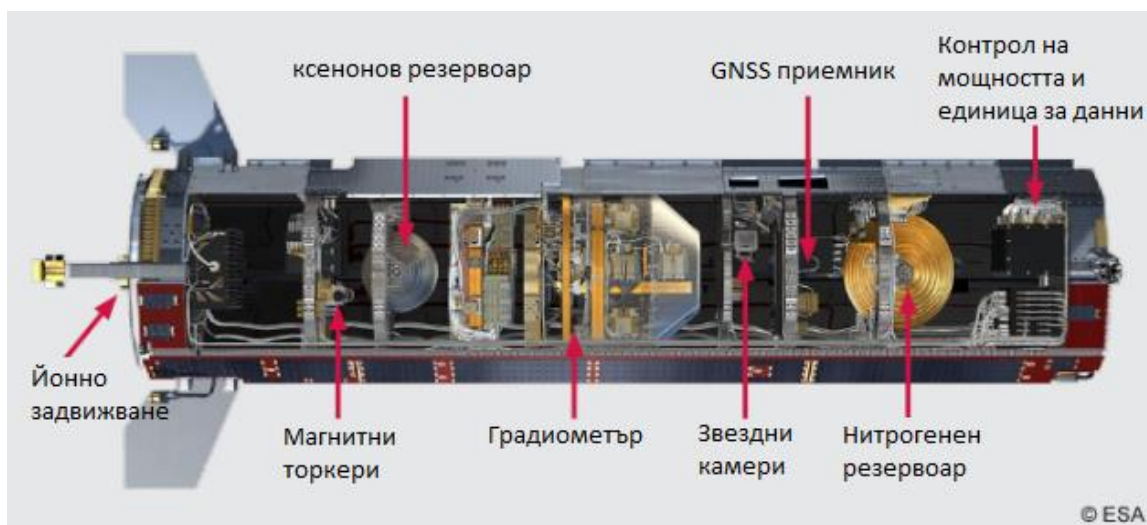 ксенонов резервоар
GNSS приемник
Контрол на
мощността и
единица за данни
Йонно
задвижване
Магнитни
торкери
Градиометър
Звездни
камери
Нитрогенен
резервоар
© ESA